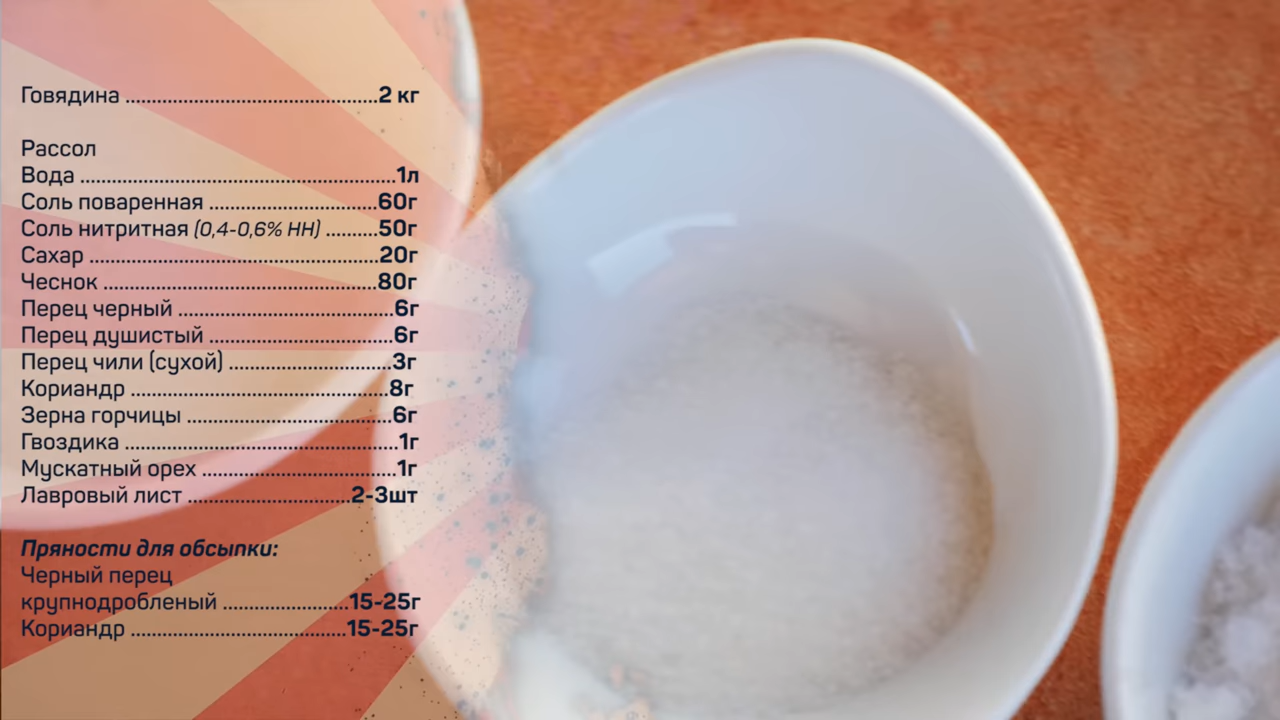 Говядина ..........................................2 кг
Рассол
Вода .....................................................1л
Соль поваренная ............................60г
Соль нитритная (0,4-0,6% НН) .........50г
Сахар ................................................20г
Чеснок ..............................................80г
Перец черный ....................................6г
Перец душистый ...............................6г
Перец чили (сухой) ...........................3г
Кориандр ...........................................8г
Зерна горчицы ..................................6г
Гвоздика .............................................1г
Мускатный орех ................................1г
Лавровый лист ...........................2-3шт
Пряности для обсыпки:
Черный перец
крупнодробленый .....................15-25г
Кориандр ....................................15-25г